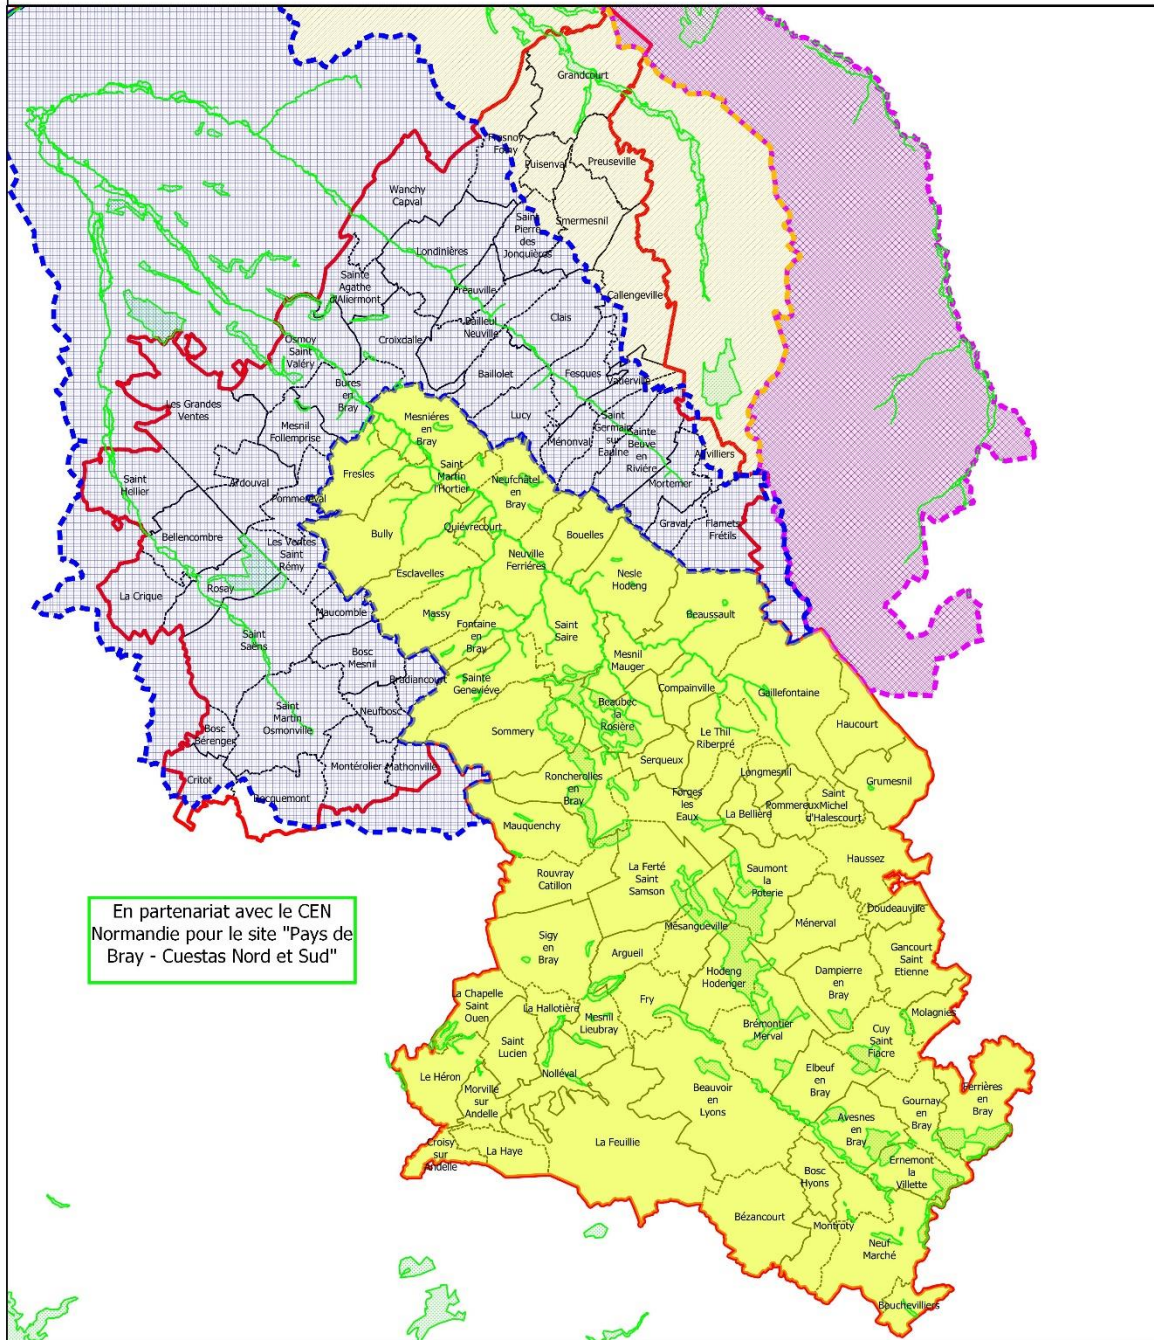 Grandcourt
Fresnoy
Folny
Puisenval
Preuseville
Wanchy
Capval
Smermesnil
Saint
Pierre
des
Jonquières
Londinières
Sainte
Agathe
d'Aliermont
Fréauville
Callengeville
Bailleul
Neuville
Clais
Croixdalle
Osmoy
Saint
Valéry
Baillolet
Fesques
Vatierville
Bures
en
Bray
Les Grandes
Ventes
Mesnil
Follemprise
Mesnières
en
Bray
Lucy
Ménonval
Saint
Germain
sur
Eaulne
Sainte
Beuve
en
Rivière
Auvilliers
Saint
Hellier
Ardouval
Pommeréval
Fresles
Saint
Martin
l'Hortier
Neufchâtel
en
Bray
Mortemer
Graval
Flamets
Frétils
Bellencombre
Les Ventes
Saint
Rémy
Bully
Quiévrecourt
Bouelles
Neuville
Ferrières
Nesle
Hodeng
La Crique
Rosay
Esclavelles
Maucomble
Massy
Beaussault
Saint
Saëns
Fontaine
en
Bray
Saint
Saire
Bosc
Mesnil
Mesnil
Mauger
Bradiancourt
Sainte
Geneviève
Compainville
Gaillefontaine
Saint
Martin
Osmonville
Neufbosc
Beaubec
la
Rosière
Haucourt
Bosc
Bérenger
Sommery
Le Thil
Riberpré
Critot
Montérolier
Mathonville
Serqueux
Longmesnil
Roncherolles
en
Bray
Grumesnil
Rocquemont
Forges
les
Eaux
La Bellière
Pommereux
Saint
Michel
d'Halescourt
Mauquenchy
Haussez
Rouvray
Catillon
La Ferté
Saint
Samson
Saumont
la
Poterie
Doudeauville
En partenariat avec le CEN
Normandie pour le site "Pays de
Bray - Cuestas Nord et Sud"
Mésangueville
Ménerval
Sigy
en
Bray
Argueil
Gancourt
Saint
Etienne
Hodeng
Hodenger
Dampierre
en
Bray
La Chapelle
Saint
Ouen
La Hallotière
Fry
Mesnil
Lieubray
Molagnies
Brémontier
Merval
Cuy
Saint
Fiacre
Saint
Lucien
Le Héron
Nolléval
Elbeuf
en
Bray
Morville
sur
Andelle
Beauvoir
en
Lyons
Ferrières
en
Bray
Gournay
en
Bray
Avesnes
en
Bray
Croisy
sur
Andelle
La Haye
La Feuillie
Ernemont
la
Villette
Bosc
Hyons
Bézancourt
Montroty
Neuf
Marché
Bouchevilliers